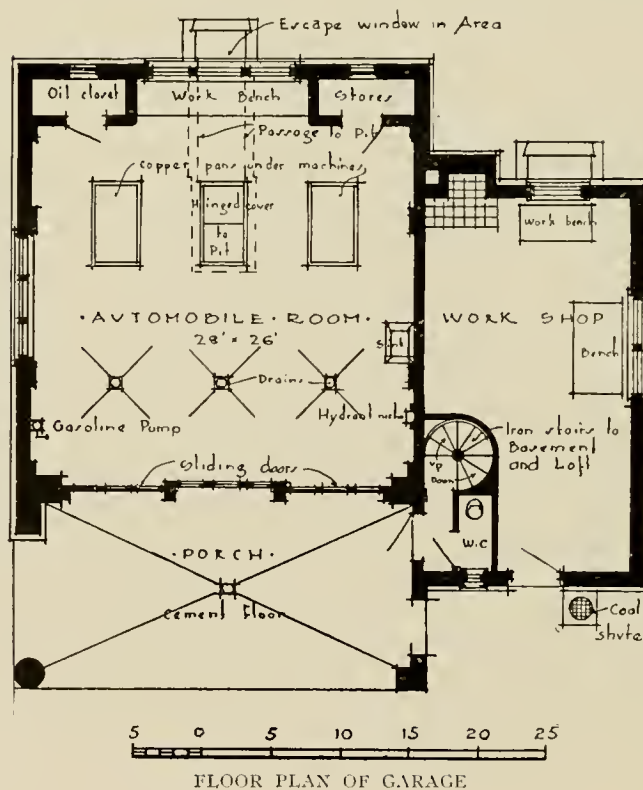 Escape window in Area
Oil closet
Work Bench
Stores
Passage to Pit
copper pans under machines
Hinged cover
to
Pit
Work bench
·AUTOMOBILE·ROOM·
28' × 26'
WORK SHOP
Sink
Bench
Drains
Gasoline Pump
Hydrant niche
Iron stairs to
Basement
and Loft
UP
Down
Sliding doors
·PORCH·
W.C
Cement Floor
Coal
shute
5 0 5 10 15 20 25
FLOOR PLAN OF GARAGE